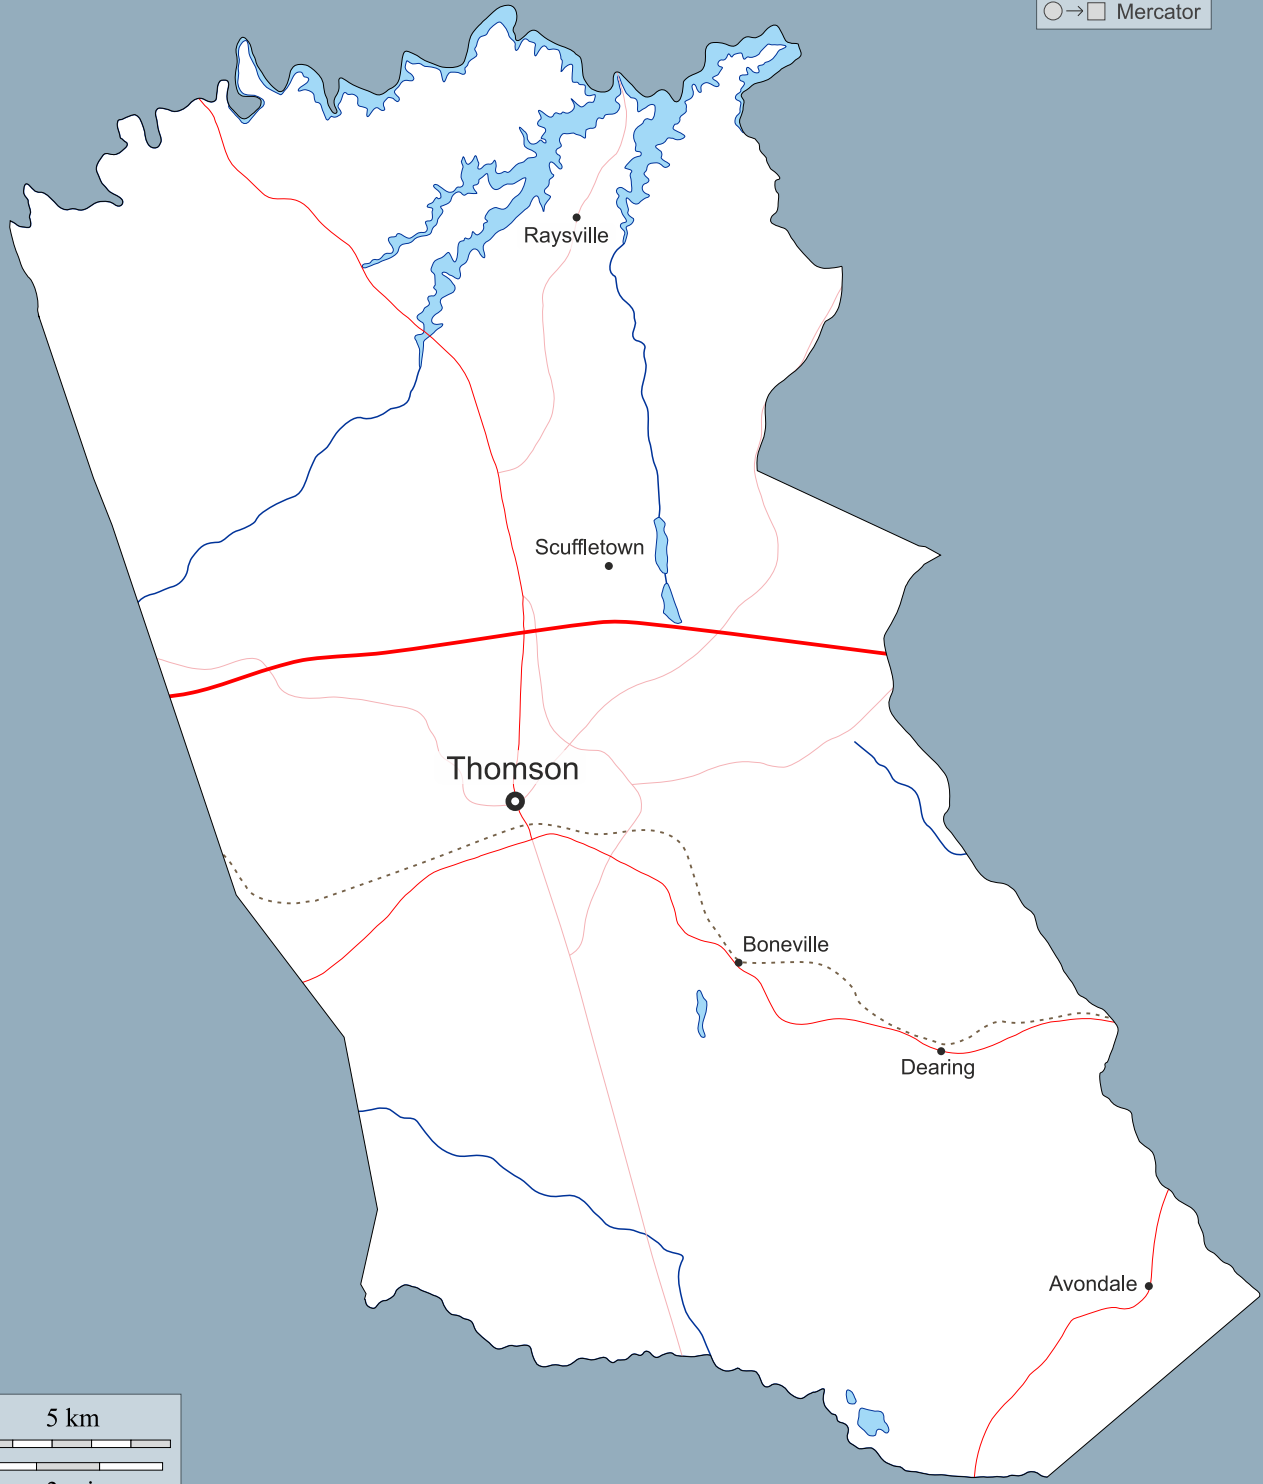 Mercator
Raysville
Scuffletown
Thomson
Boneville
Dearing
Avondale
5 km